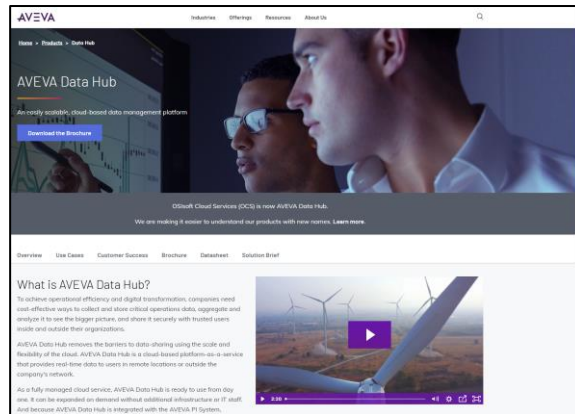 AVEVA
Industries Offerings Resources About Us
Home » Products » Data Hub
AVEVA Data Hub
An easily scalable, cloud-based data management platform
Download the Brochure
OSIsoft Cloud Services (OCS) is now AVEVA Data Hub.
We are making it easier to understand our products with new names. Learn more.
Overview Use Cases Customer Success Brochure Datasheet Solution Brief
What is AVEVA Data Hub?
To achieve operational efficiency and digital transformation, companies need
cost-effective ways to collect and store critical operations data, aggregate and
analyze it to see the bigger picture, and share it securely with trusted users
inside and outside their organizations.
AVEVA Data Hub removes the barriers to data-sharing using the scale and
flexibility of the cloud. AVEVA Data Hub is a cloud-based platform-as-a-service
that provides real-time data to users in remote locations or outside the
company's network.
As a fully managed cloud service, AVEVA Data Hub is ready to use from day
one. It can be expanded on demand without additional infrastructure or IT staff.
And because AVEVA Data Hub is integrated with the AVEVA PI System,